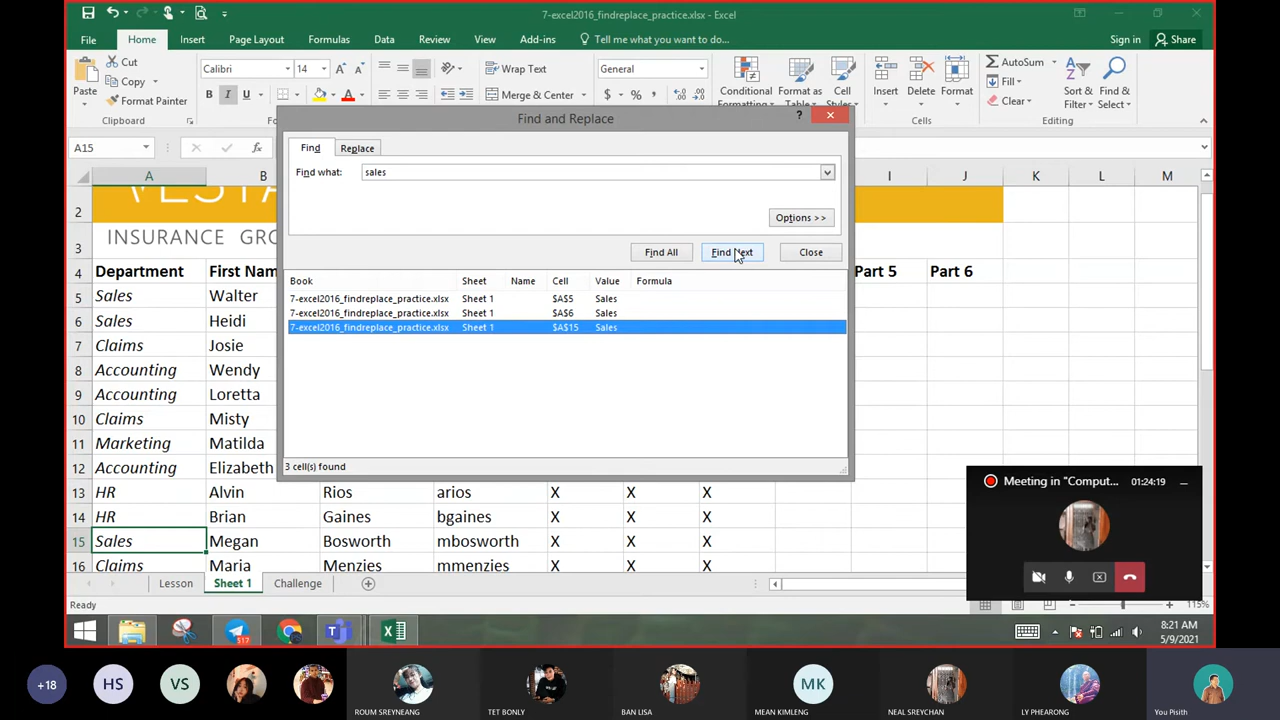 7-excel2016_findreplace_practice.xlsx - Excel
File Home Insert Page Layout Formulas Data Review View Add-ins Tell me what you want to do... Sign in Share
Paste Cut
Copy
Format Painter
Clipboard
Calibri 14
B I U
Wrap Text
Merge & Center
General
$ % ,
Conditional
Format as
Cell
Insert Delete Format
Cells
AutoSum
Fill
Clear
Sort & Find &
Filter Select
Editing
A15 fx
Find and Replace
Find Replace
Find what: sales
Options >>
Find All Find Next Close
Book Sheet Name Cell Value Formula
7-excel2016_findreplace_practice.xlsx Sheet 1 $A$5 Sales
7-excel2016_findreplace_practice.xlsx Sheet 1 $A$6 Sales
7-excel2016_findreplace_practice.xlsx Sheet 1 $A$15 Sales
3 cell(s) found
A B I J K L M
2
3 INSURANCE GRO
4 Department First Nam Part 5 Part 6
5 Sales Walter
6 Sales Heidi
7 Claims Josie
8 Accounting Wendy
9 Accounting Loretta
10 Claims Misty
11 Marketing Matilda
12 Accounting Elizabeth
13 HR Alvin Rios arios X X X
14 HR Brian Gaines bgaines X X X
15 Sales Megan Bosworth mbosworth X X X
16 Claims Maria Menzies mmenzies X X X
Lesson Sheet 1 Challenge
Ready 115%
Meeting in "Comput... 01:24:19
8:21 AM
5/9/2021
+18 HS VS ROUM SREYNEANG TET BONLY BAN LISA MK MEAN KIMLENG NEAL SREYCHAN LY PHEARONG You Pisith